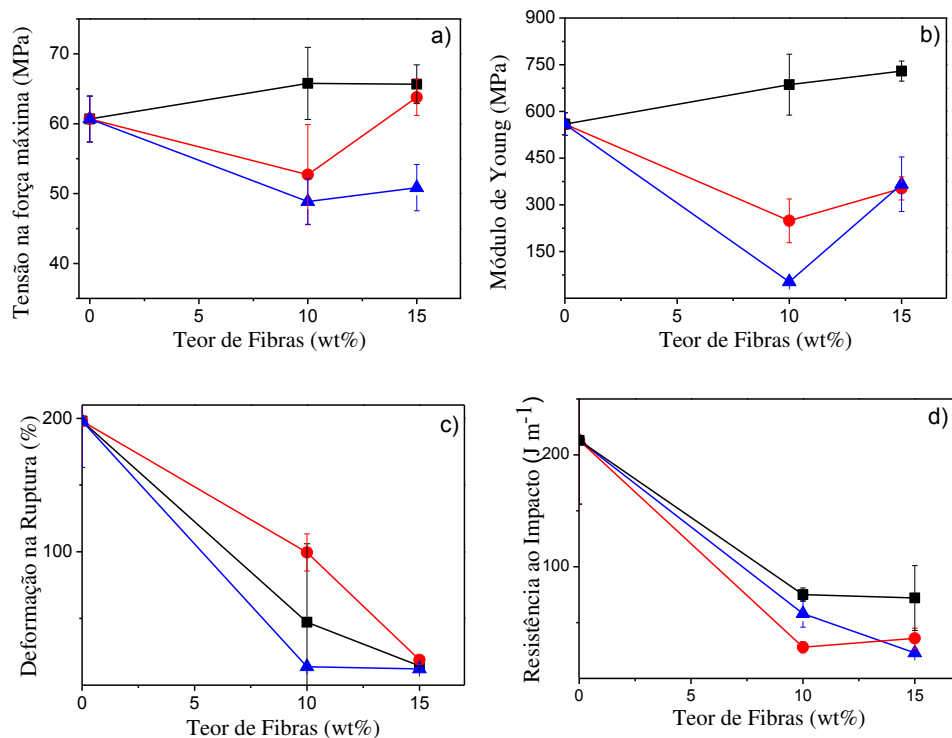 a)
Tensão na força máxima (MPa)
70
60
50
40
0 5 10 15
Teor de Fibras (wt%)
b)
Módulo de Young (MPa)
900
750
600
450
300
150
0 5 10 15
Teor de Fibras (wt%)
c)
Deformação na Ruptura (%)
200
100
0 5 10 15
Teor de Fibras (wt%)
d)
Resistência ao Impacto (J m⁻¹)
200
100
0 5 10 15
Teor de Fibras (wt%)